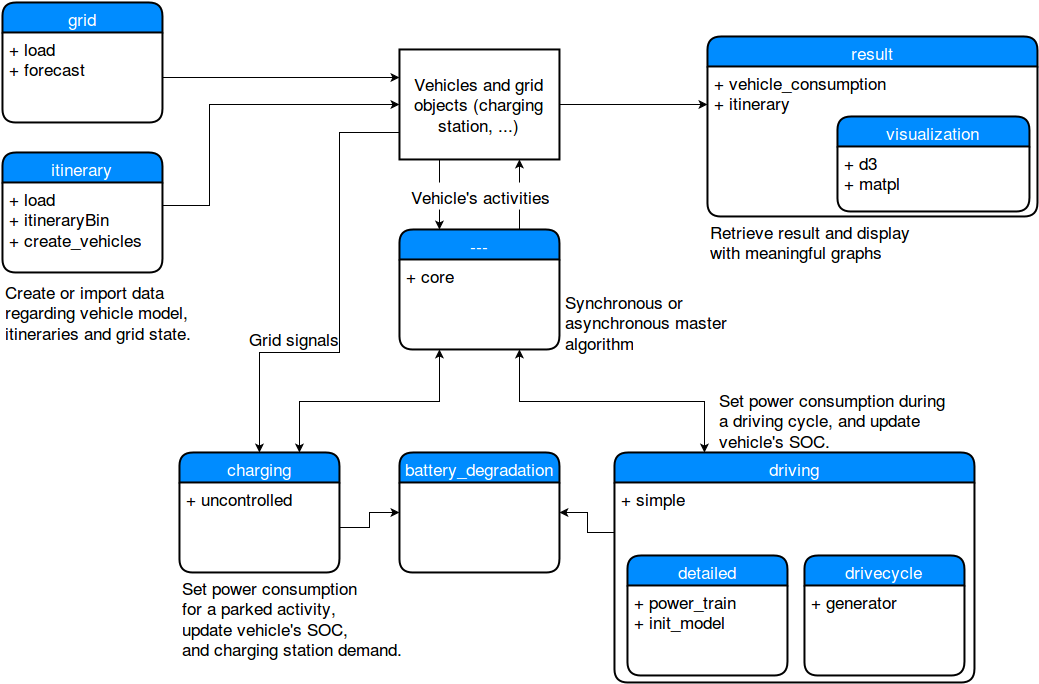 grid
+ load
+ forecast
itinerary
+ load
+ itineraryBin
+ create_vehicles
Create or import data
regarding vehicle model,
itineraries and grid state.
Vehicles and grid
objects (charging
station, ...)
Vehicle's activities
---
+ core
Synchronous or
asynchronous master
algorithm
result
+ vehicle_consumption
+ itinerary
visualization
+ d3
+ matpl
Retrieve result and display
with meaningful graphs
Grid signals
charging
+ uncontrolled
Set power consumption
for a parked activity,
update vehicle's SOC,
and charging station demand.
battery_degradation
Set power consumption during
a driving cycle, and update
vehicle's SOC.
driving
+ simple
detailed
+ power_train
+ init_model
drivecycle
+ generator